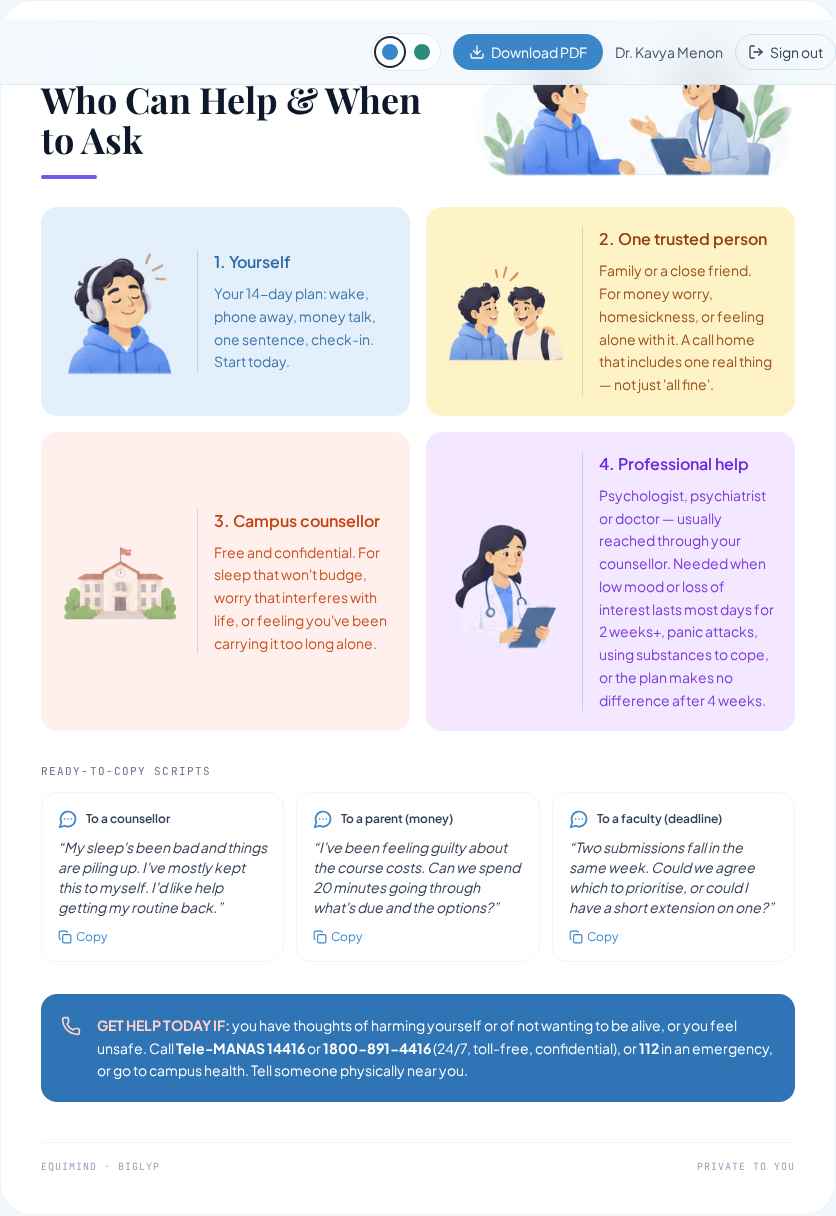 Download PDF
Dr. Kavya Menon
Sign out
Who Can Help & When
to Ask
1. Yourself
Your 14–day plan: wake,
phone away, money talk,
one sentence, check-in.
Start today.
2. One trusted person
Family or a close friend.
For money worry,
homesickness, or feeling
alone with it. A call home
that includes one real thing
— not just 'all fine'.
3. Campus counsellor
Free and confidential. For
sleep that won't budge,
worry that interferes with
life, or feeling you've been
carrying it too long alone.
4. Professional help
Psychologist, psychiatrist
or doctor — usually
reached through your
counsellor. Needed when
low mood or loss of
interest lasts most days for
2 weeks+, panic attacks,
using substances to cope,
or the plan makes no
difference after 4 weeks.
READY-TO-COPY SCRIPTS
To a counsellor
“My sleep's been bad and things
are piling up. I've mostly kept
this to myself. I'd like help
getting my routine back.”
Copy
To a parent (money)
“I've been feeling guilty about
the course costs. Can we spend
20 minutes going through
what's due and the options?”
Copy
To a faculty (deadline)
“Two submissions fall in the
same week. Could we agree
which to prioritise, or could I
have a short extension on one?”
Copy
GET HELP TODAY IF: you have thoughts of harming yourself or of not wanting to be alive, or you feel
unsafe. Call Tele-MANAS 14416 or 1800-891-4416 (24/7, toll-free, confidential), or 112 in an emergency,
or go to campus health. Tell someone physically near you.
EQUIMIND · BIGLYP
PRIVATE TO YOU